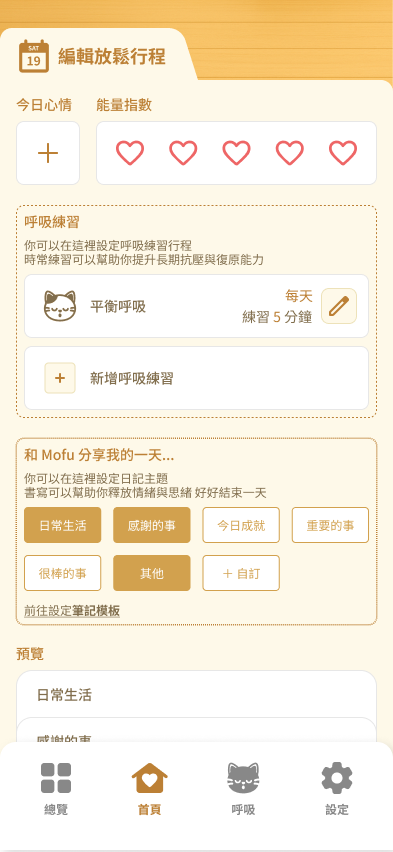 SAT
19
編輯放鬆行程
今日心情
能量指數
呼吸練習
你可以在這裡設定呼吸練習行程
時常練習可以幫助你提升長期抗壓與復原能力
平衡呼吸
每天
練習 5 分鐘
新增呼吸練習
和 Mofu 分享我的一天...
你可以在這裡設定日記主題
書寫可以幫助你釋放情緒與思緒 好好結束一天
日常生活
感謝的事
今日成就
重要的事
很棒的事
其他
＋ 自訂
前往設定筆記模板
預覽
日常生活
感謝的事
總覽
首頁
呼吸
設定